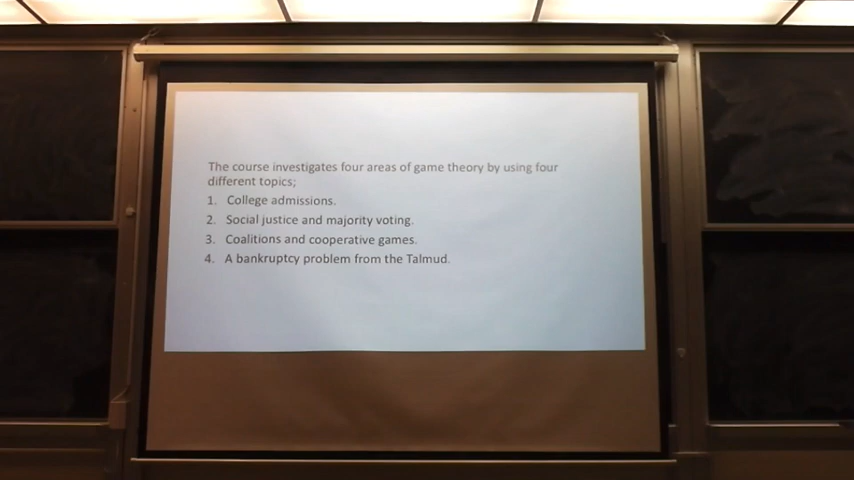 The course investigates four areas of game theory by using four
different topics;
1. College admissions.
2. Social justice and majority voting.
3. Coalitions and cooperative games.
4. A bankruptcy problem from the Talmud.